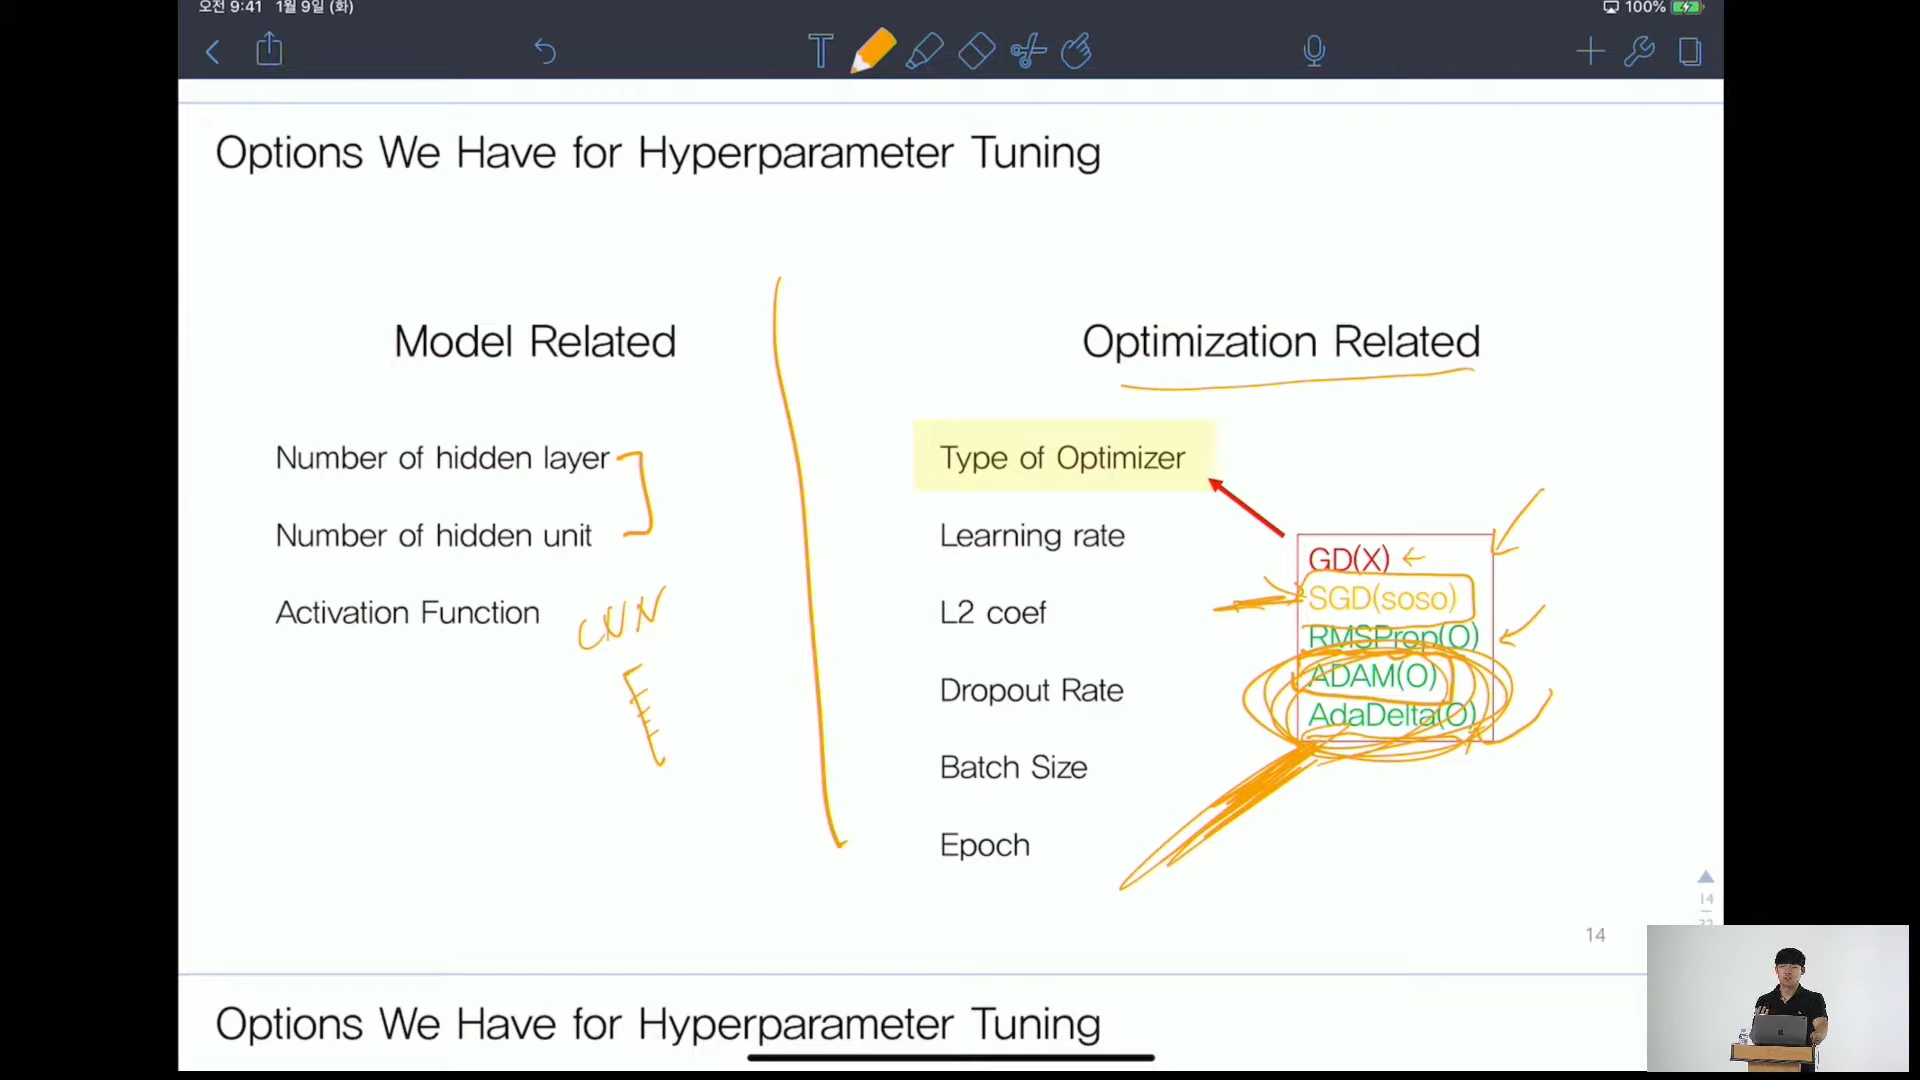 오전 9:41 1월 9일 (화)
100%
Options We Have for Hyperparameter Tuning
Model Related
Optimization Related
Number of hidden layer
Type of Optimizer
Number of hidden unit
Learning rate
GD(X)
Activation Function
CNN
L2 coef
SGD(soso)
RMSProp(O)
ADAM(O)
Dropout Rate
AdaDelta(O)
Batch Size
Epoch
14
14
Options We Have for Hyperparameter Tuning